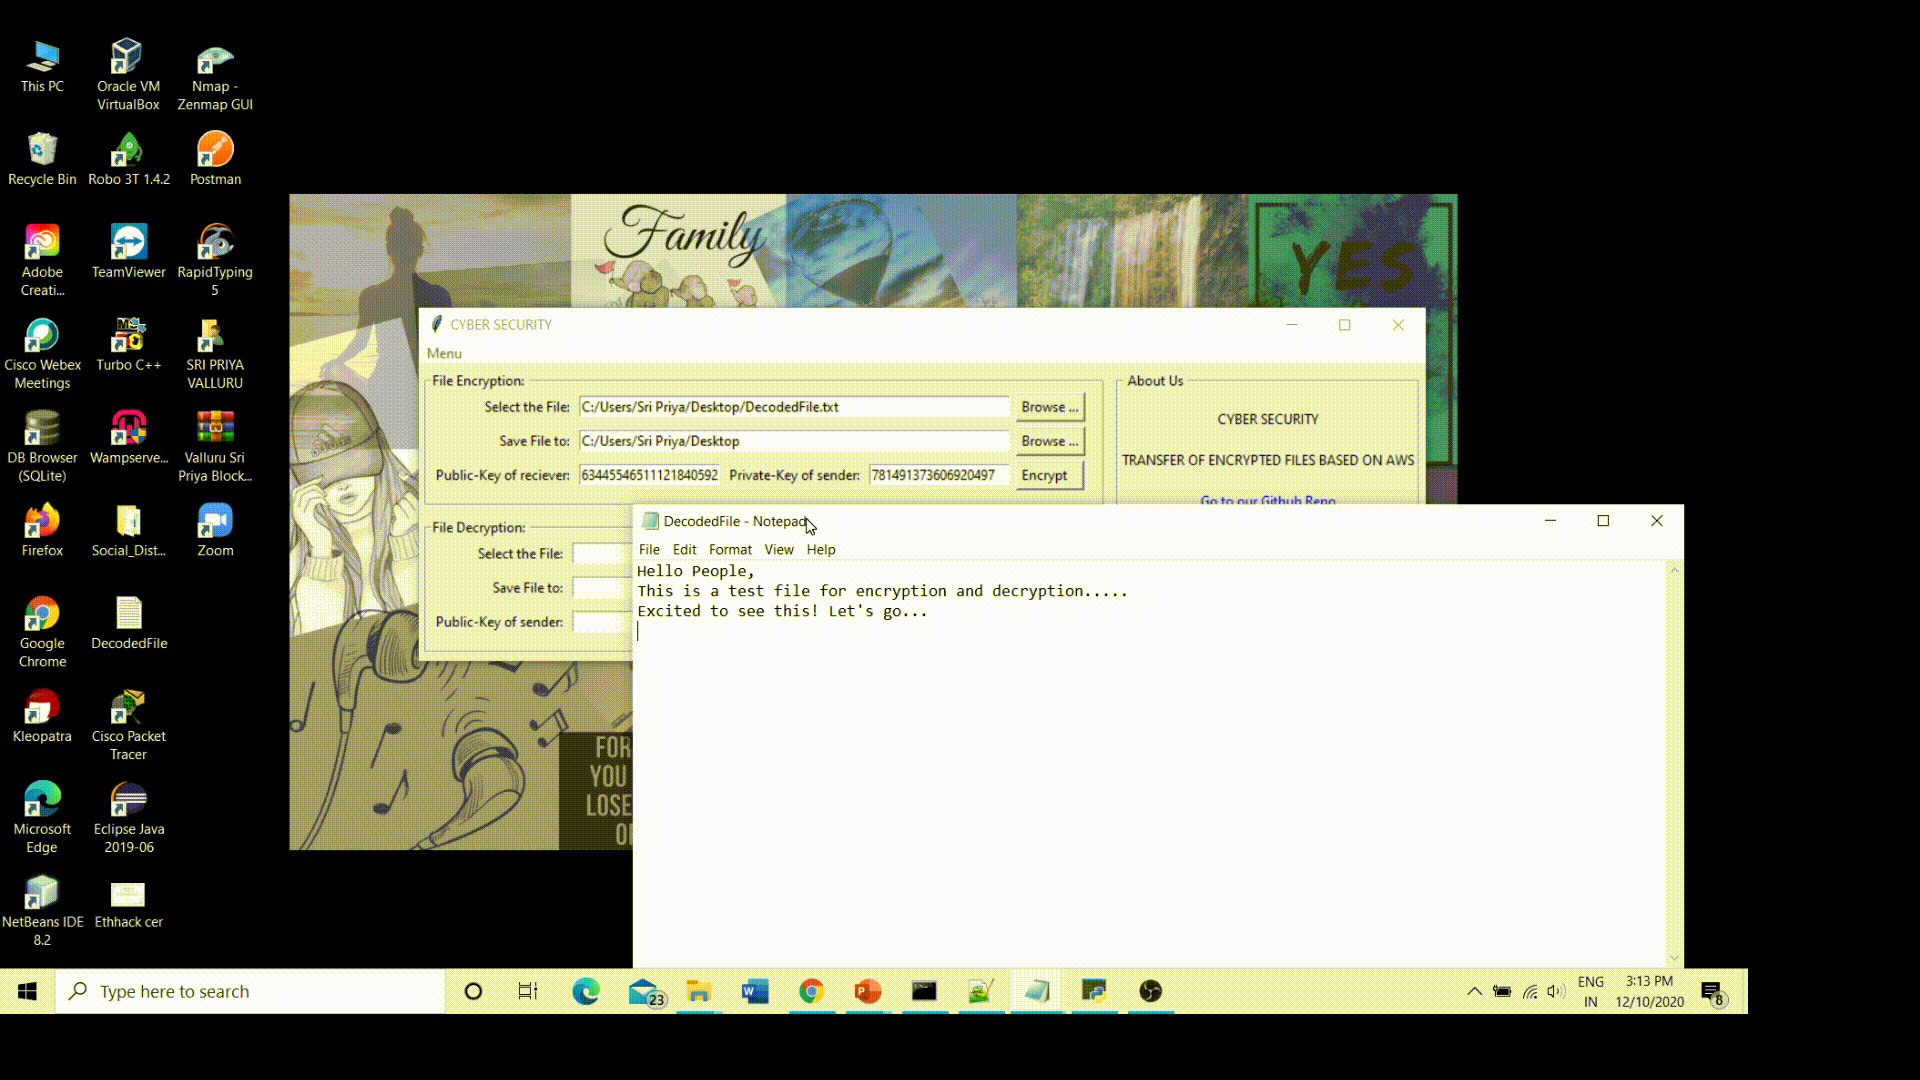 This PC
Oracle VM
VirtualBox
Nmap -
Zenmap GUI
Recycle Bin
Robo 3T 1.4.2
Postman
Adobe
Creati...
TeamViewer
RapidTyping
5
Cisco Webex
Meetings
Turbo C++
SRI PRIYA
VALLURU
DB Browser
(SQLite)
Wampserve...
Valluru Sri
Priya Block...
Firefox
Social_Dist...
Zoom
Google
Chrome
DecodedFile
Kleopatra
Cisco Packet
Tracer
Microsoft
Edge
Eclipse Java
2019-06
NetBeans IDE
8.2
Ethhack cer
Family
YES
CYBER SECURITY
Menu
File Encryption:
Select the File: C:/Users/Sri Priya/Desktop/DecodedFile.txt Browse ...
Save File to: C:/Users/Sri Priya/Desktop Browse ...
Public-Key of reciever: 63445546511121840592 Private-Key of sender: 781491373606920497 Encrypt
About Us
CYBER SECURITY
TRANSFER OF ENCRYPTED FILES BASED ON AWS
Go to our Github Repo
File Decryption:
Select the File:
Save File to:
Public-Key of sender:
DecodedFile - Notepad
File Edit Format View Help
Hello People,
This is a test file for encryption and decryption.....
Excited to see this! Let's go...
FOR
YOU
LOSE
Type here to search
23
ENG
IN
3:13 PM
12/10/2020
8